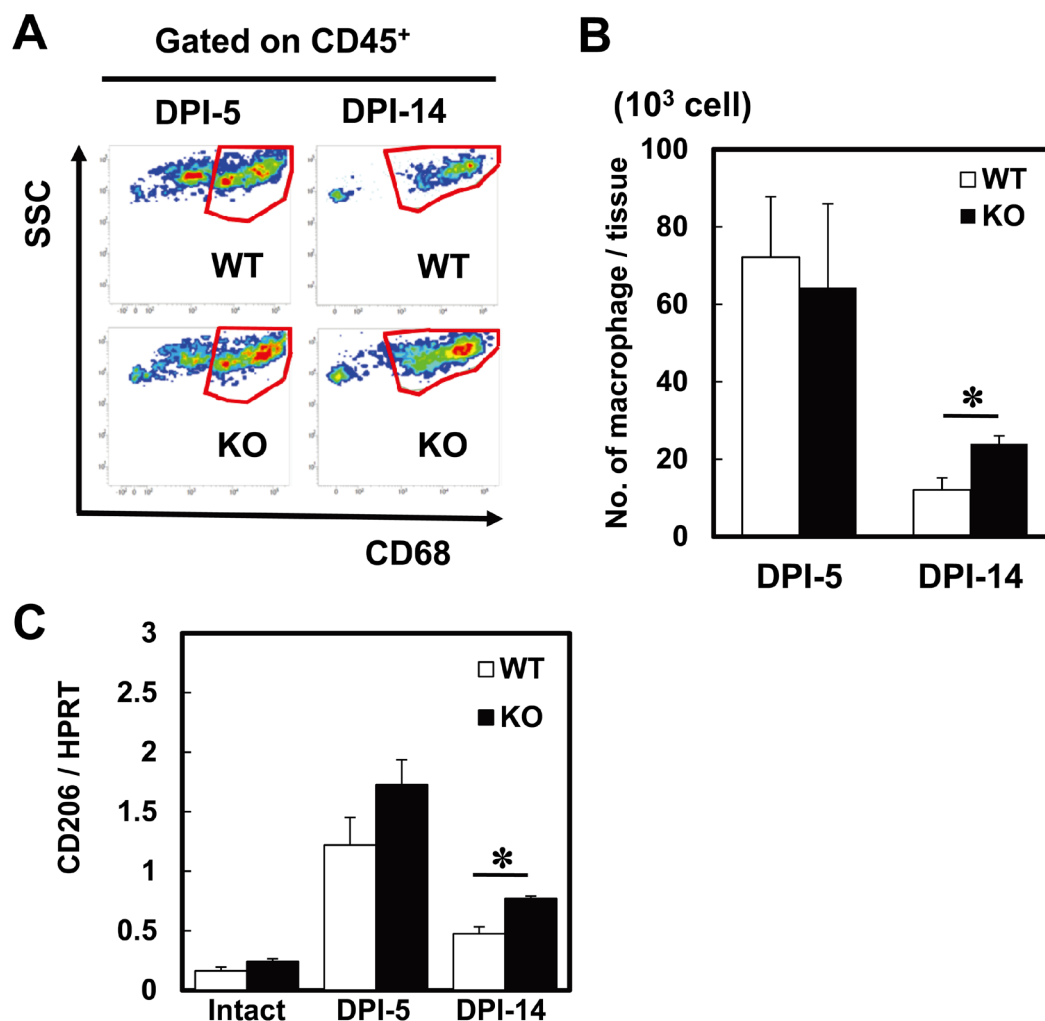 A
Gated on CD45⁺
DPI-5 DPI-14
SSC
WT WT
KO KO
CD68
B
(10³ cell)
No. of macrophage / tissue
100
80
60
40
20
0
WT
KO
*
DPI-5 DPI-14
C
CD206 / HPRT
3
2.5
2
1.5
1
0.5
0
WT
KO
*
Intact DPI-5 DPI-14